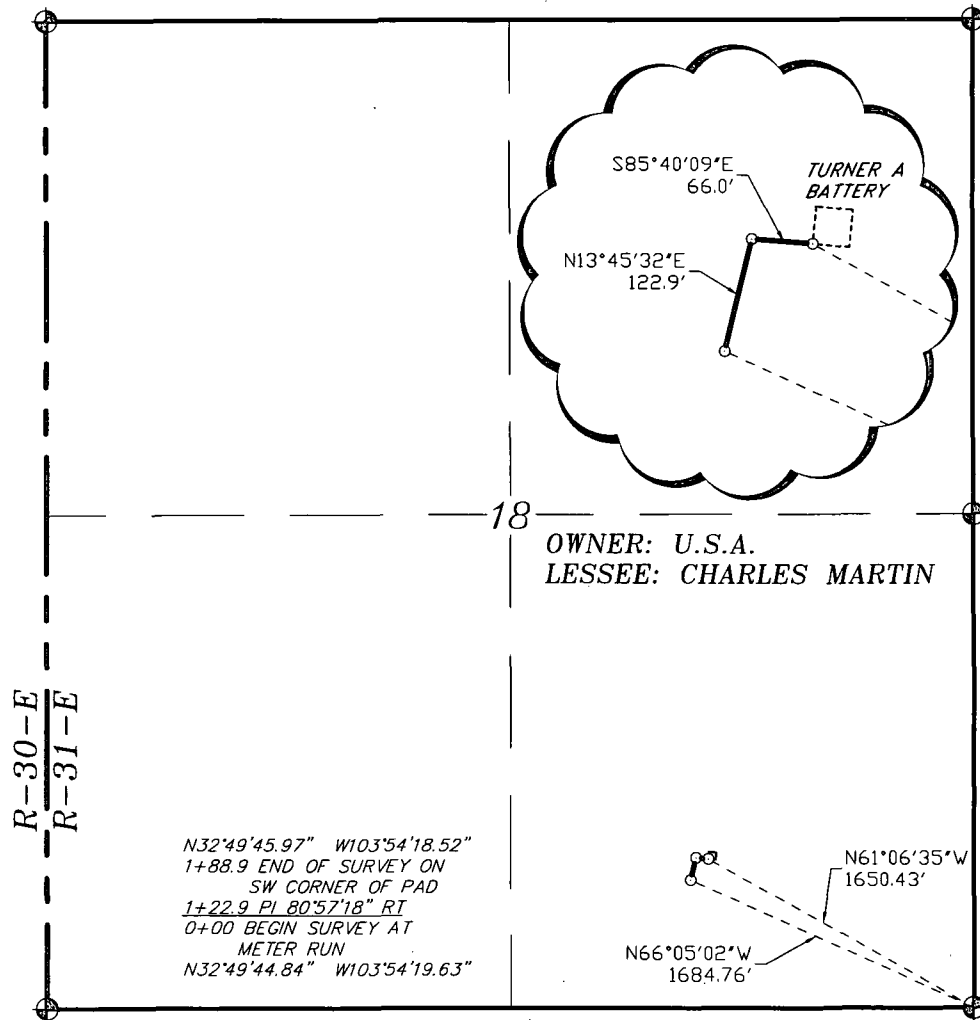 S85°40'09"E
66.0'
TURNER A
BATTERY
N13°45'32"E
122.9'
18
OWNER: U.S.A.
LESSEE: CHARLES MARTIN
R-30-E
R-31-E
N32°49'45.97" W103°54'18.52"
1+88.9 END OF SURVEY ON
SW CORNER OF PAD
1+22.9 PI 80°57'18" RT
0+00 BEGIN SURVEY AT
METER RUN
N32°49'44.84" W103°54'19.63"
N61°06'35"W
1650.43'
N66°05'02"W
1684.76'